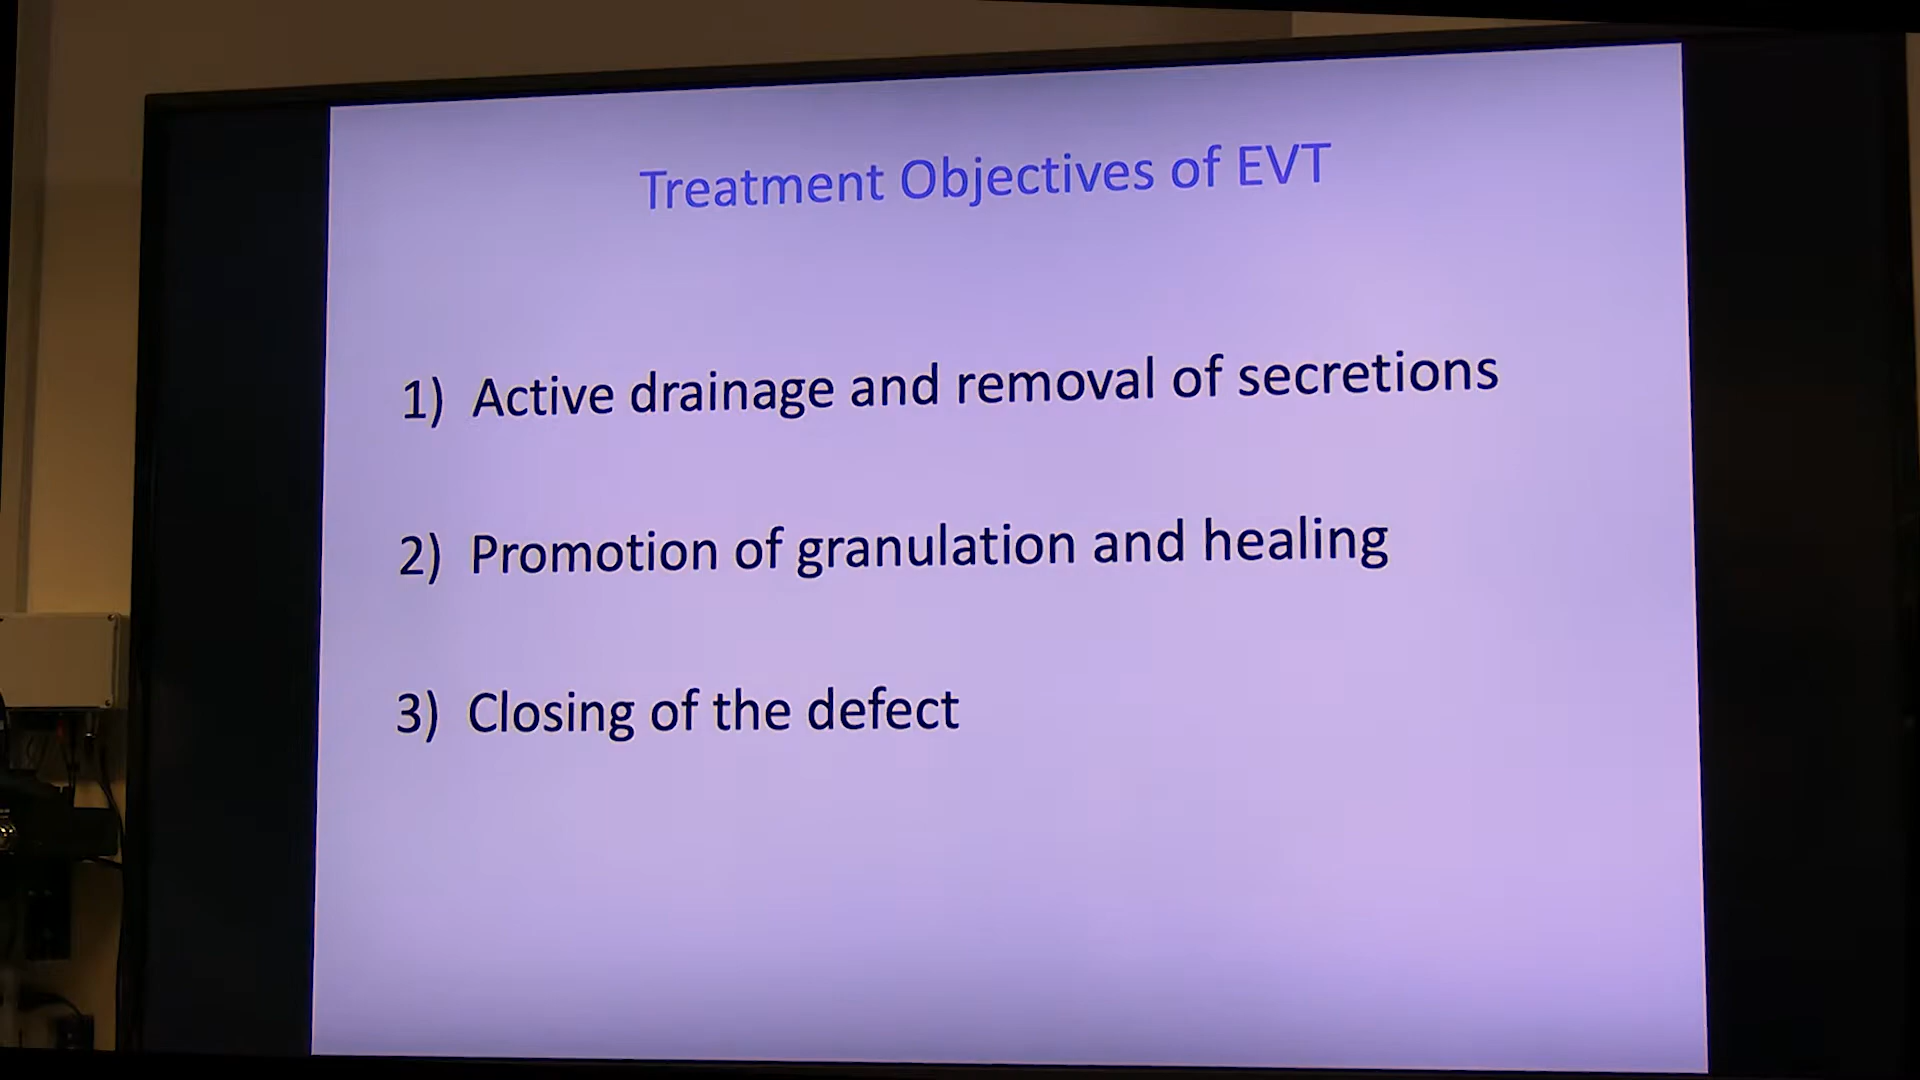 Treatment Objectives of EVT
1) Active drainage and removal of secretions
2) Promotion of granulation and healing
3) Closing of the defect